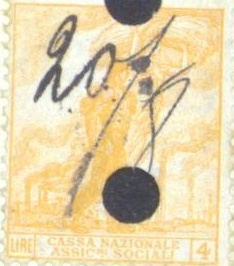 20/8
LIRE CASSA NAZIONALE 4
ASSICNI SOCIALI